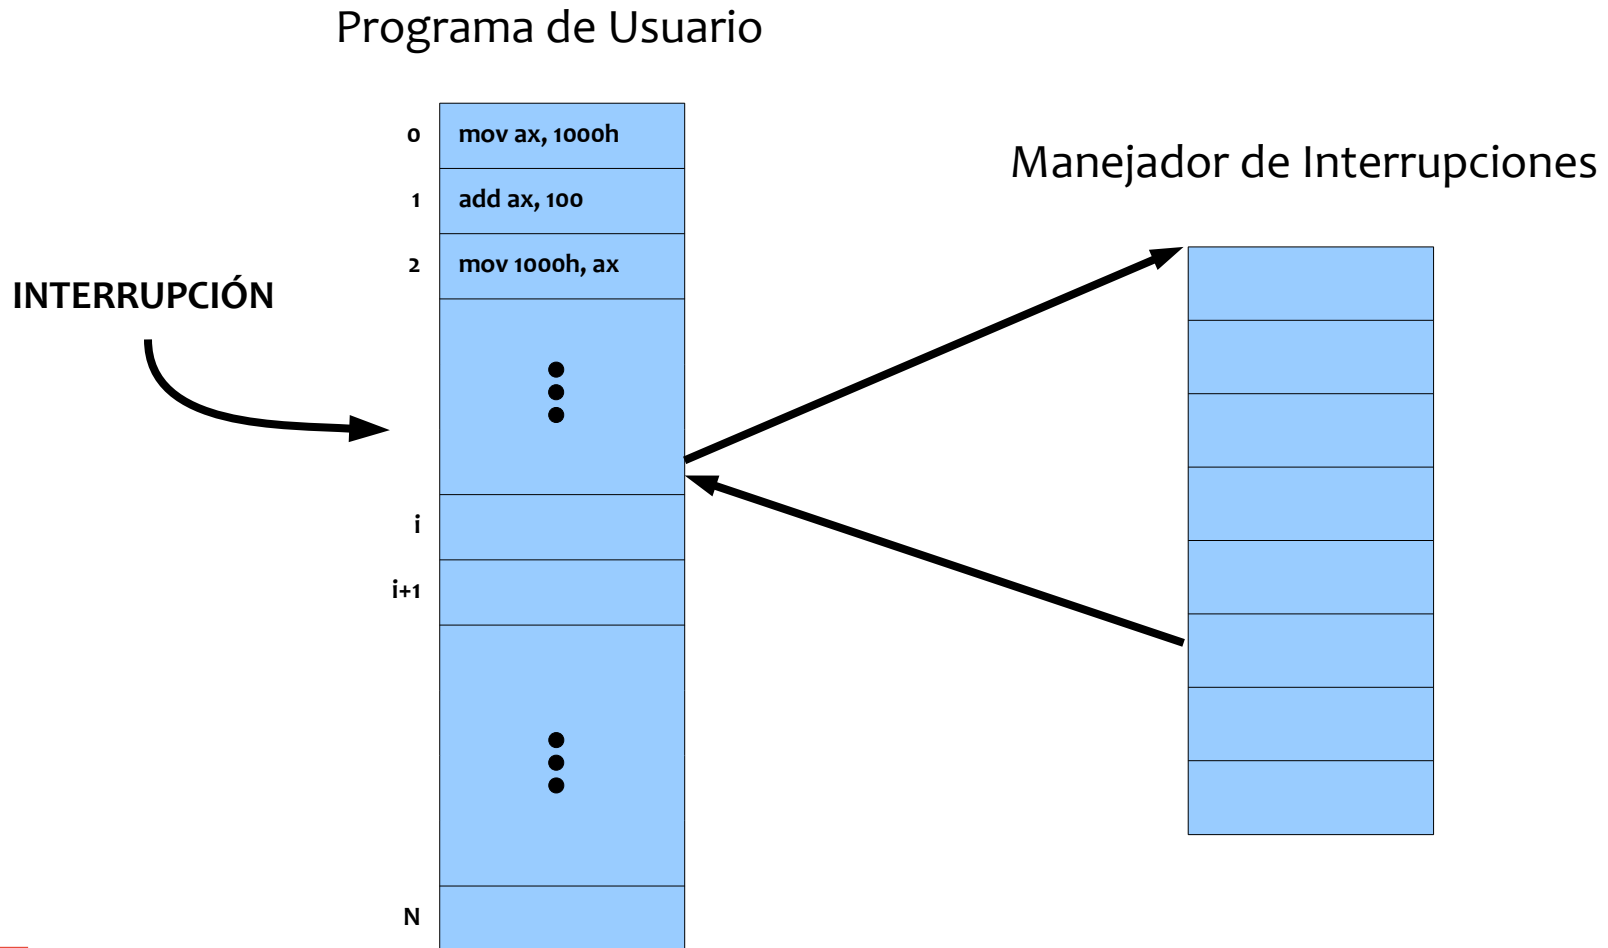 Programa de Usuario
Manejador de Interrupciones
INTERRUPCIÓN
0 mov ax, 1000h
1 add ax, 100
2 mov 1000h, ax
i
i+1
N